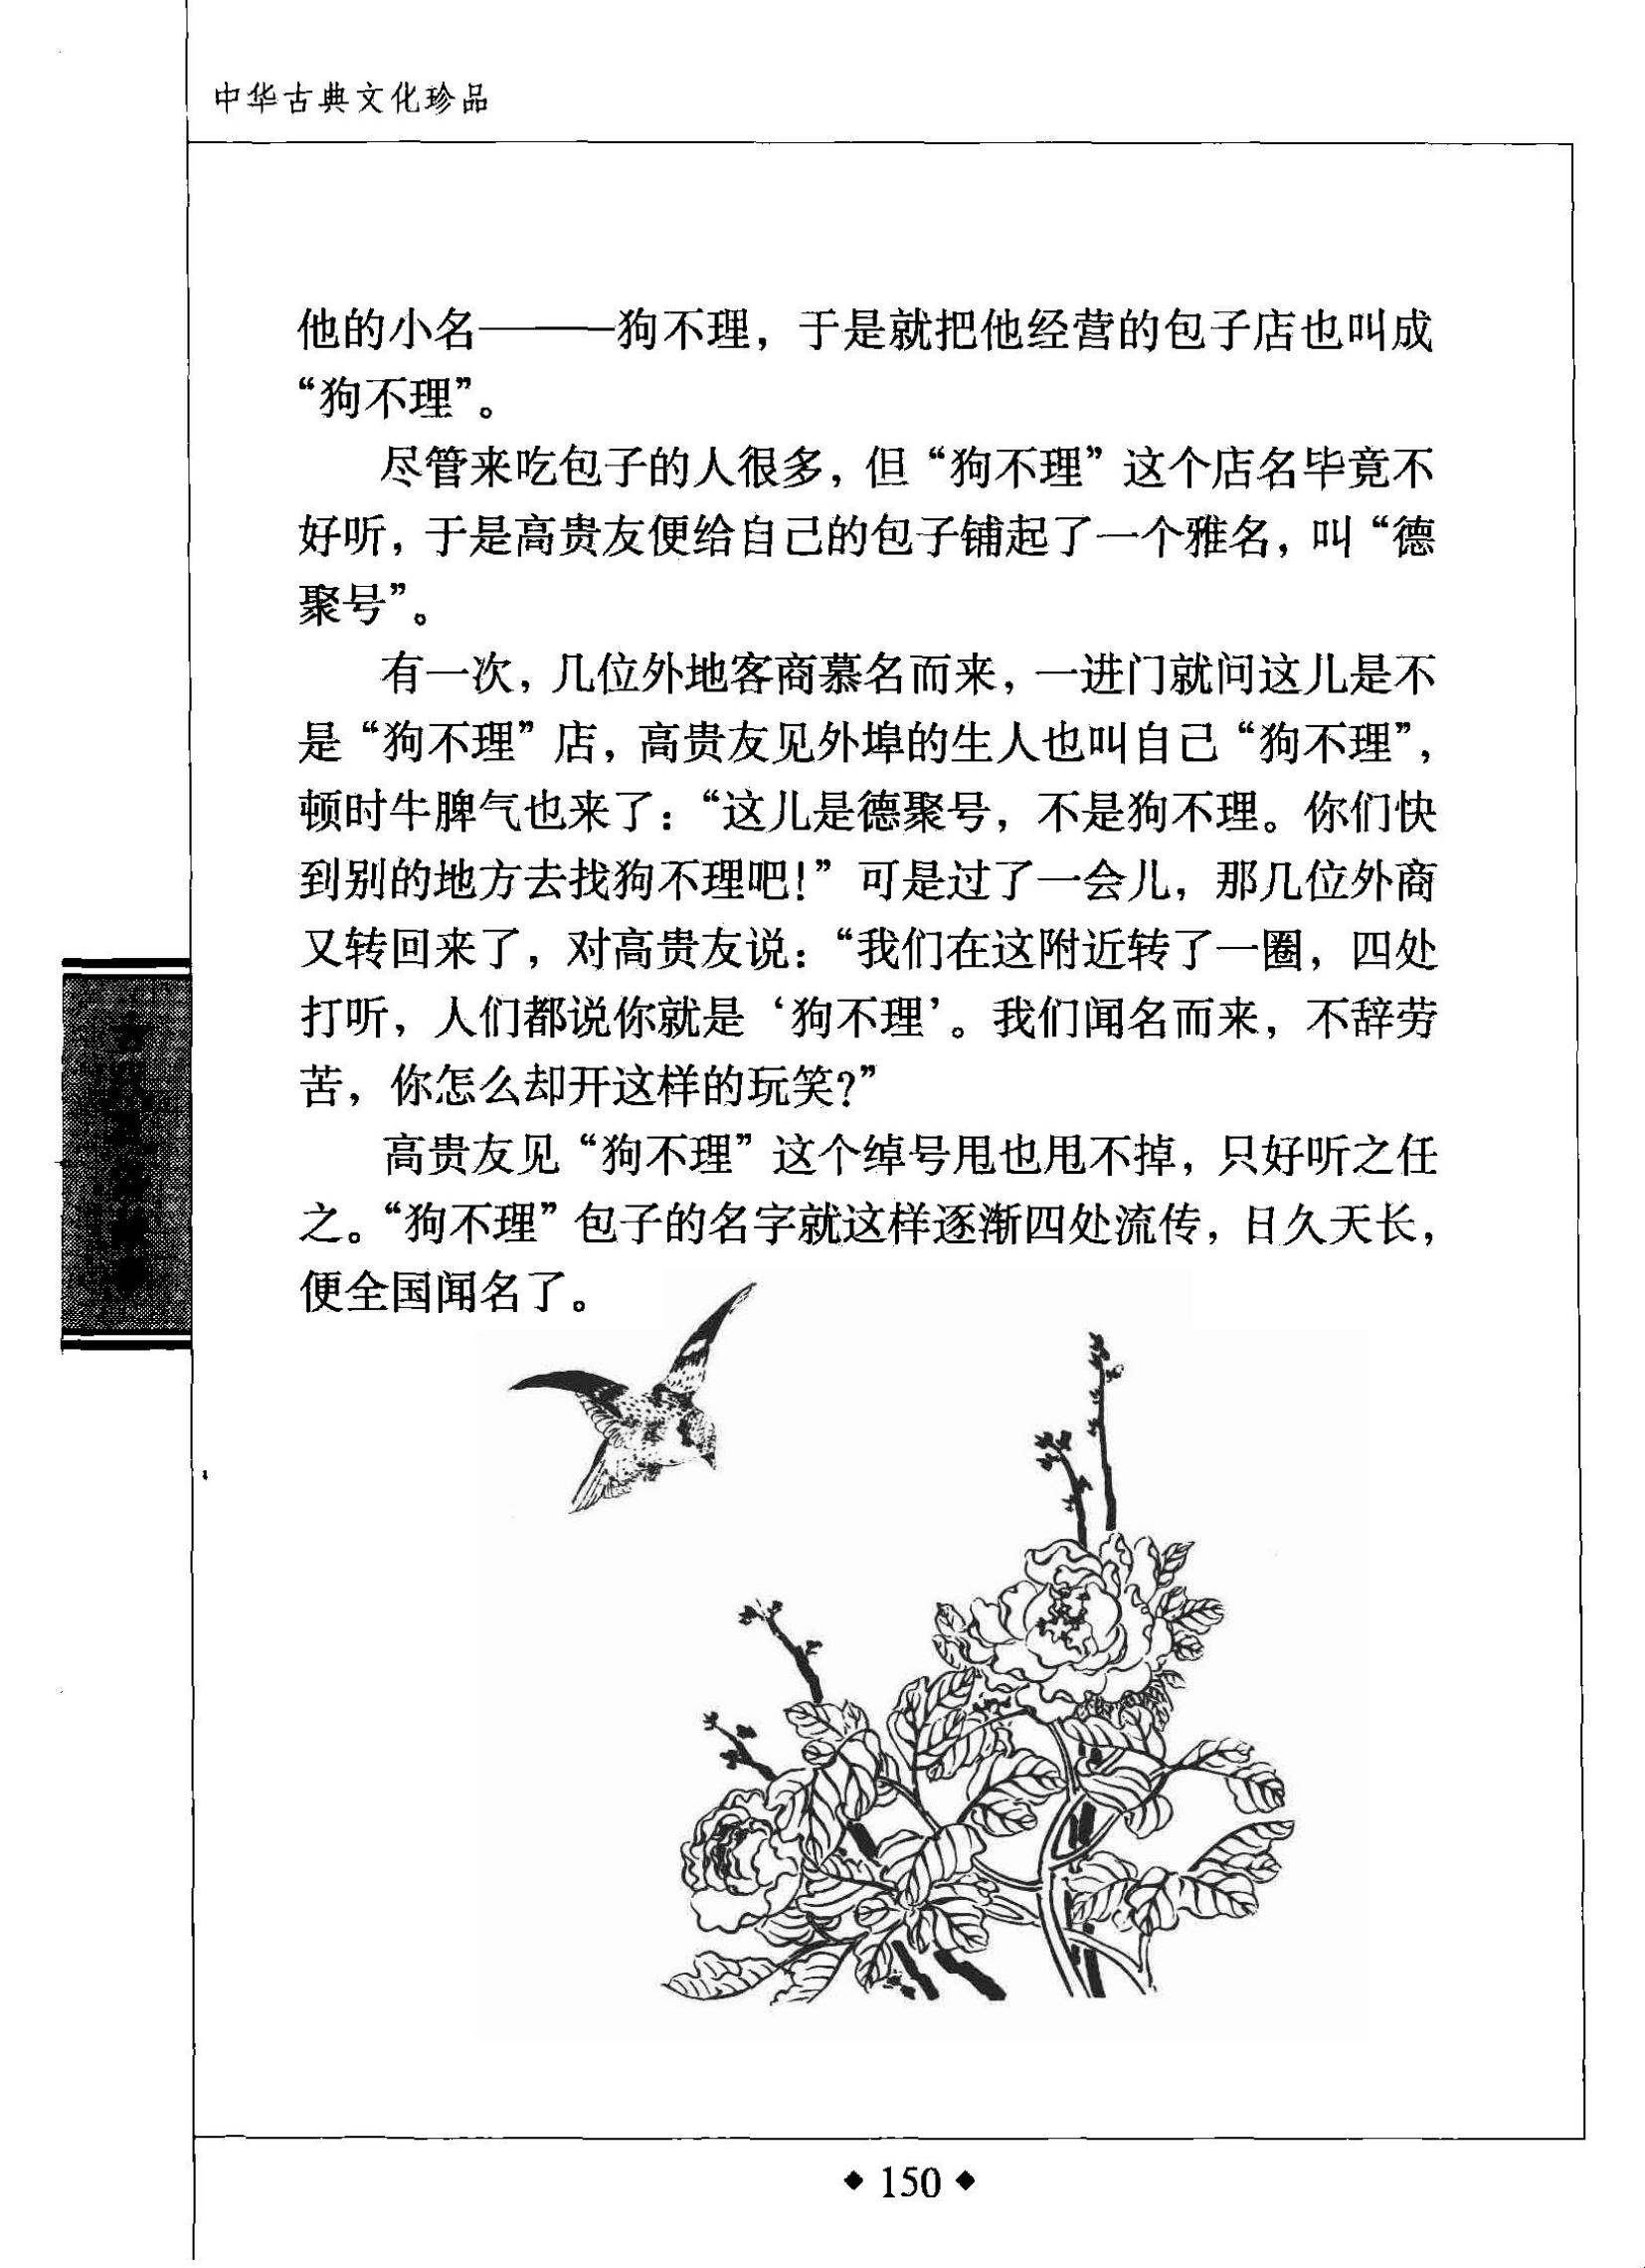 中华古典文化珍品
他的小名———狗不理，于是就把他经营的包子店也叫成
“狗不理”。
尽管来吃包子的人很多，但“狗不理”这个店名毕竟不
好听，于是高贵友便给自己的包子铺起了一个雅名，叫“德
聚号”。
有一次，几位外地客商慕名而来，一进门就问这儿是不
是“狗不理”店，高贵友见外埠的生人也叫自己“狗不理”，
顿时牛脾气也来了：“这儿是德聚号，不是狗不理。你们快
到别的地方去找狗不理吧！”可是过了一会儿，那几位外商
又转回来了，对高贵友说：“我们在这附近转了一圈，四处
打听，人们都说你就是‘狗不理’。我们闻名而来，不辞劳
苦，你怎么却开这样的玩笑？”
高贵友见“狗不理”这个绰号甩也甩不掉，只好听之任
之。“狗不理”包子的名字就这样逐渐四处流传，日久天长，
便全国闻名了。
◆ 150 ◆